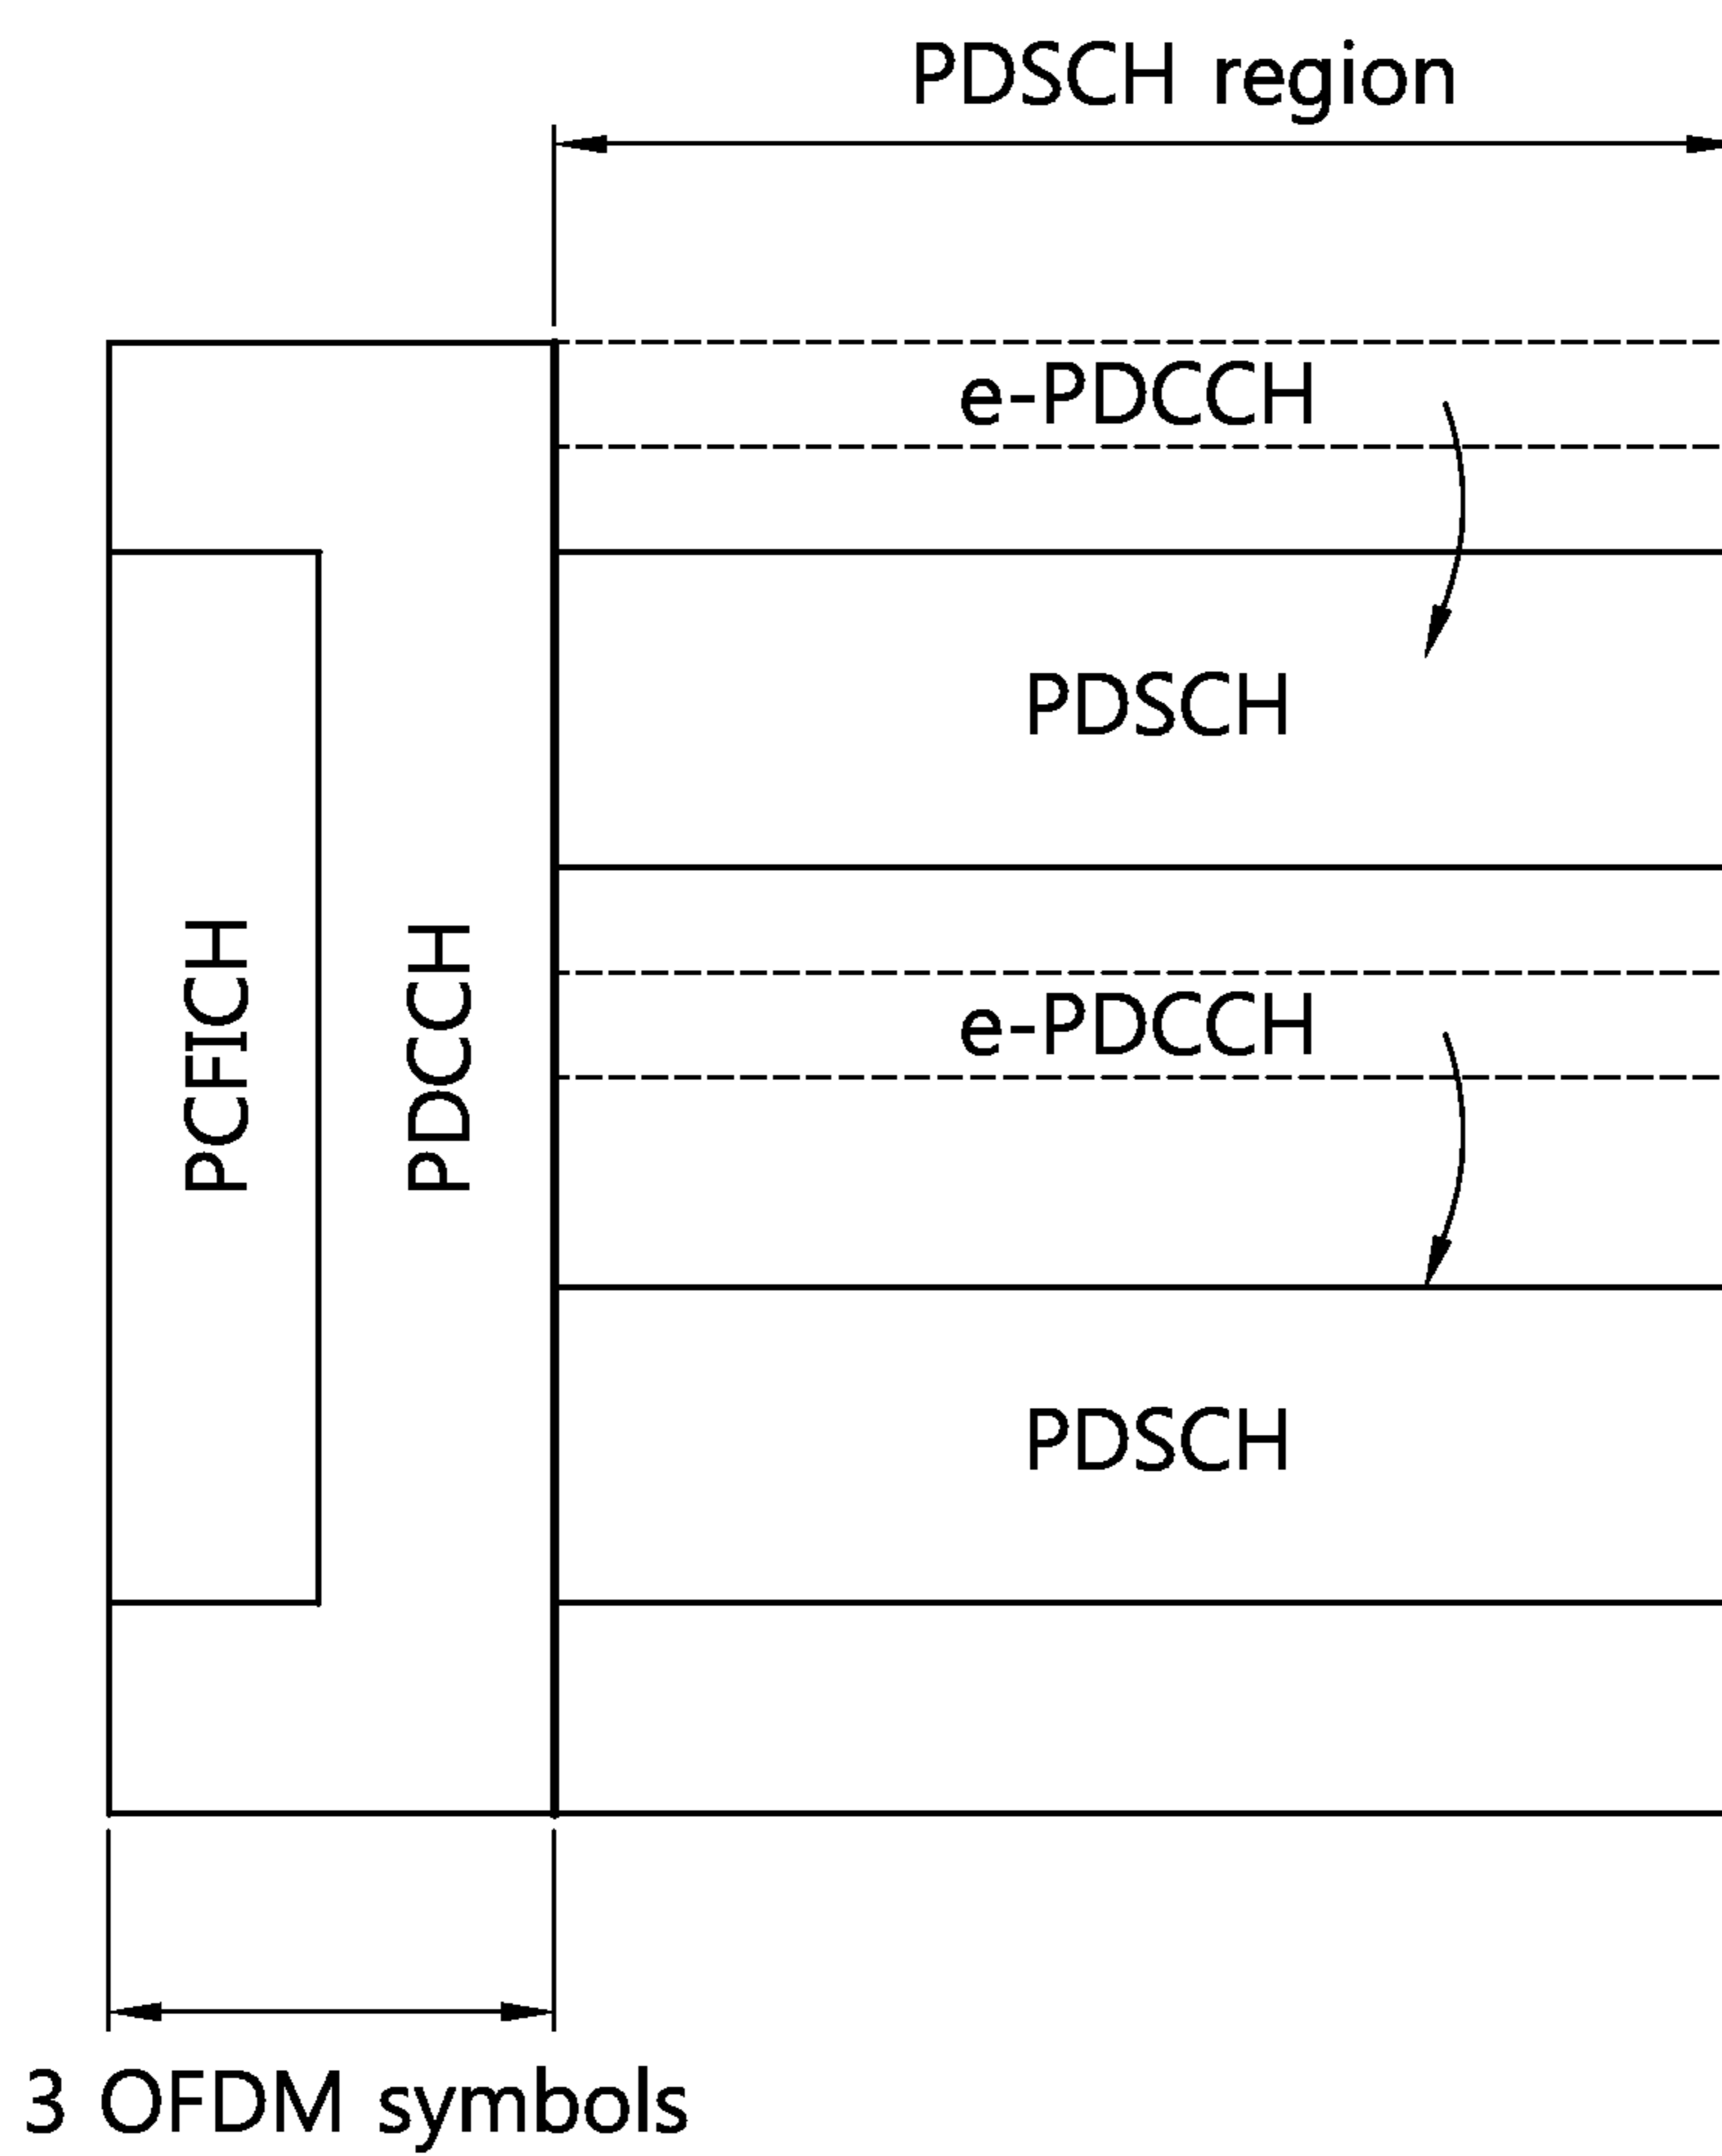 PDSCH region
e-PDCCH
PDSCH
PCFICH
PDCCH
e-PDCCH
PDSCH
3 OFDM symbols